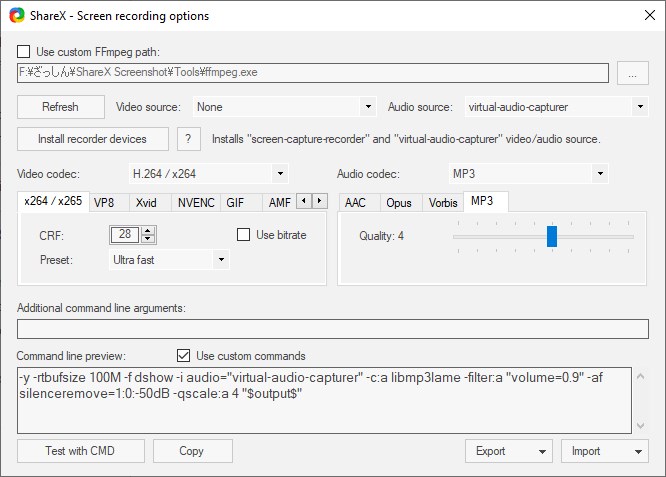 ShareX - Screen recording options
Use custom FFmpeg path:
F:¥ざっしん¥ShareX Screenshot¥Tools¥ffmpeg.exe
...
Refresh Video source: None Audio source: virtual-audio-capturer
Install recorder devices ? Installs "screen-capture-recorder" and "virtual-audio-capturer" video/audio source.
Video codec: H.264 / x264 Audio codec: MP3
x264 / x265 VP8 Xvid NVENC GIF AMF AAC Opus Vorbis MP3
CRF: 28 Use bitrate Quality: 4
Preset: Ultra fast
Additional command line arguments:
Command line preview: Use custom commands
-y -rtbufsize 100M -f dshow -i audio="virtual-audio-capturer" -c:a libmp3lame -filter:a "volume=0.9" -af
silenceremove=1:0:-50dB -qscale:a 4 "$output$"
Test with CMD Copy Export Import